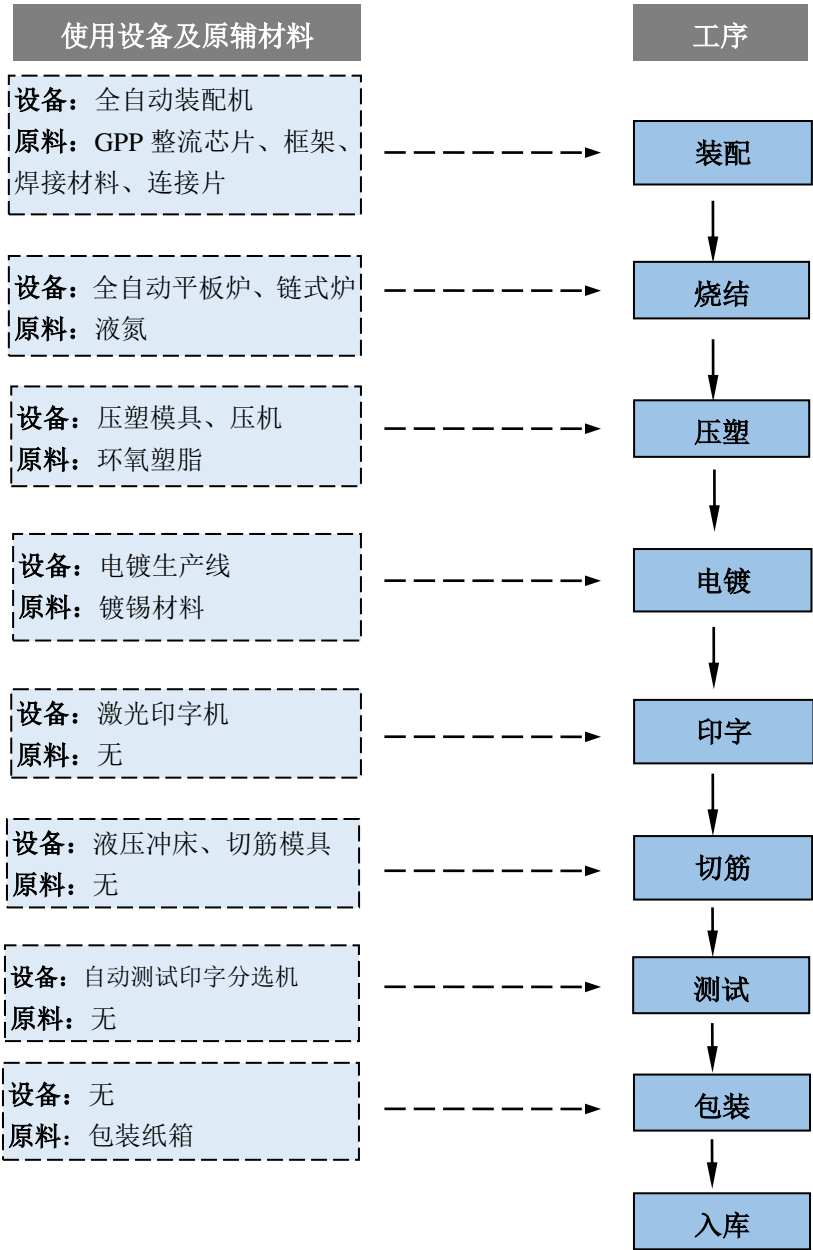 使用设备及原辅材料
工序
设备：全自动装配机
原料：GPP 整流芯片、框架、
焊接材料、连接片
装配
设备：全自动平板炉、链式炉
原料：液氮
烧结
设备：压塑模具、压机
原料：环氧塑脂
压塑
设备：电镀生产线
原料：镀锡材料
电镀
设备：激光印字机
原料：无
印字
设备：液压冲床、切筋模具
原料：无
切筋
设备：自动测试印字分选机
原料：无
测试
设备：无
原料：包装纸箱
包装
入库